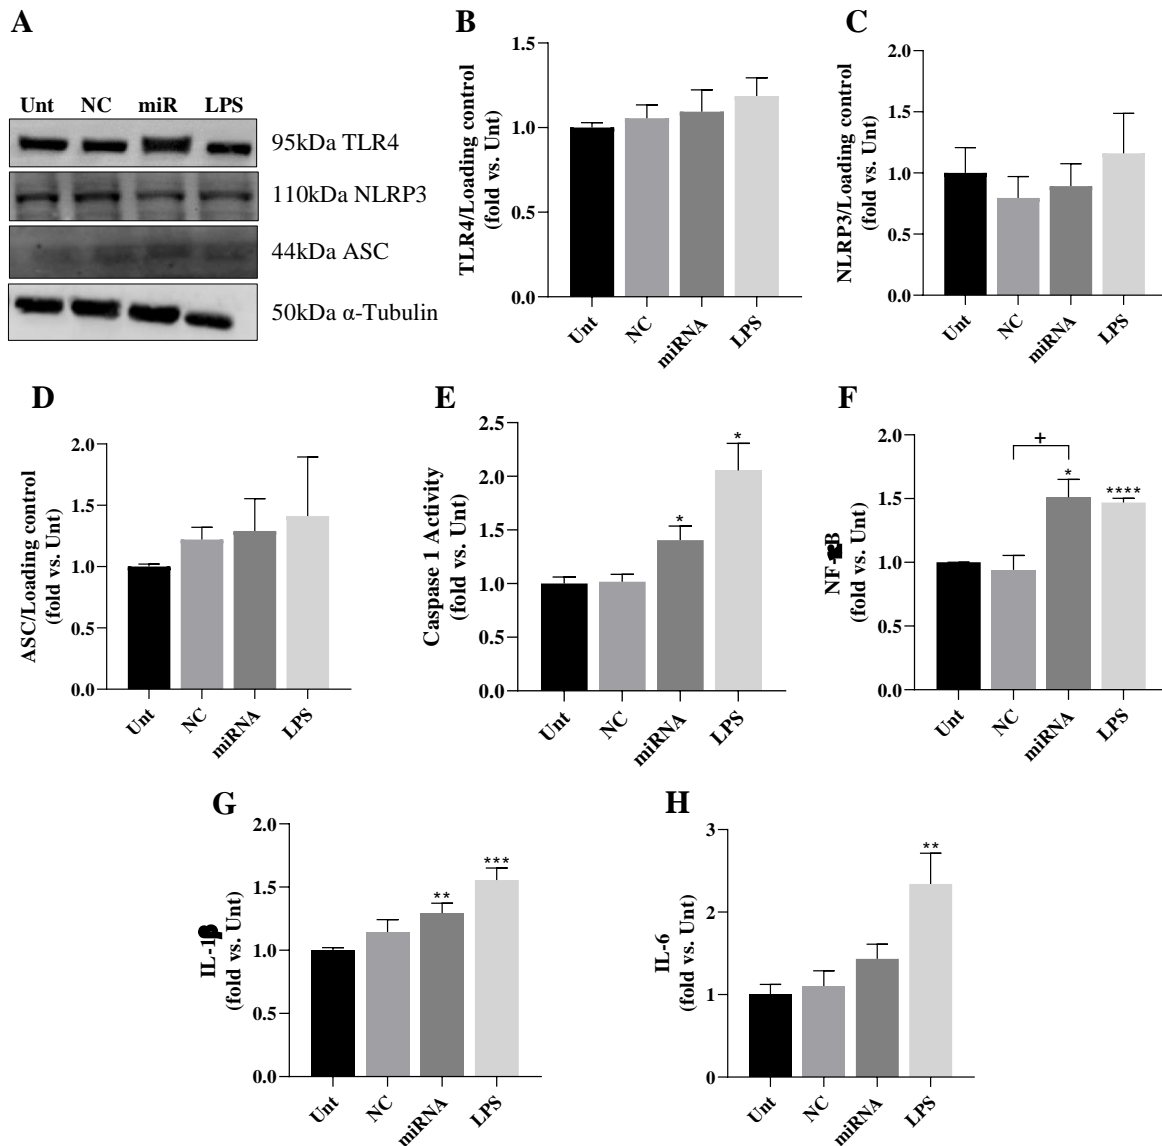 A
Unt NC miR LPS
95kDa TLR4
110kDa NLRP3
44kDa ASC
50kDa α-Tubulin
B
TLR4/Loading control
(fold vs. Unt)
1.5
1.0
0.5
0.0
Unt NC miRNA LPS
C
NLRP3/Loading control
(fold vs. Unt)
2.0
1.5
1.0
0.5
0.0
Unt NC miRNA LPS
D
ASC/Loading control
(fold vs. Unt)
2.0
1.5
1.0
0.5
0.0
Unt NC miRNA LPS
E
Caspase 1 Activity
(fold vs. Unt)
2.5
2.0
1.5
1.0
0.5
0.0
* *
Unt NC miRNA LPS
F
NF-κB
(fold vs. Unt)
2.0
1.5
1.0
0.5
0.0
+
* ****
Unt NC miRNA LPS
G
IL-1β
(fold vs. Unt)
2.0
1.5
1.0
0.5
0.0
** ***
Unt NC miRNA LPS
H
IL-6
(fold vs. Unt)
3
2
1
0
**
Unt NC miRNA LPS